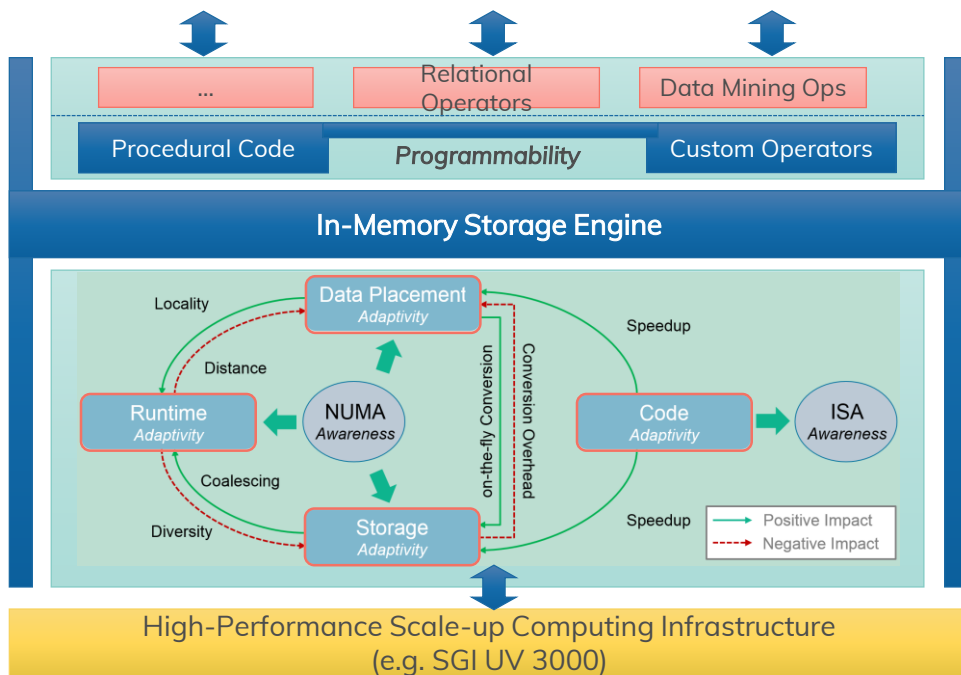 ...
Relational
Operators
Data Mining Ops
Procedural Code
Programmability
Custom Operators
In-Memory Storage Engine
Data Placement
Adaptivity
Locality
Speedup
Distance
on-the-fly Conversion
Conversion Overhead
Runtime
Adaptivity
NUMA
Awareness
Code
Adaptivity
ISA
Awareness
Coalescing
Diversity
Storage
Adaptivity
Speedup
Positive Impact
Negative Impact
High-Performance Scale-up Computing Infrastructure
(e.g. SGI UV 3000)